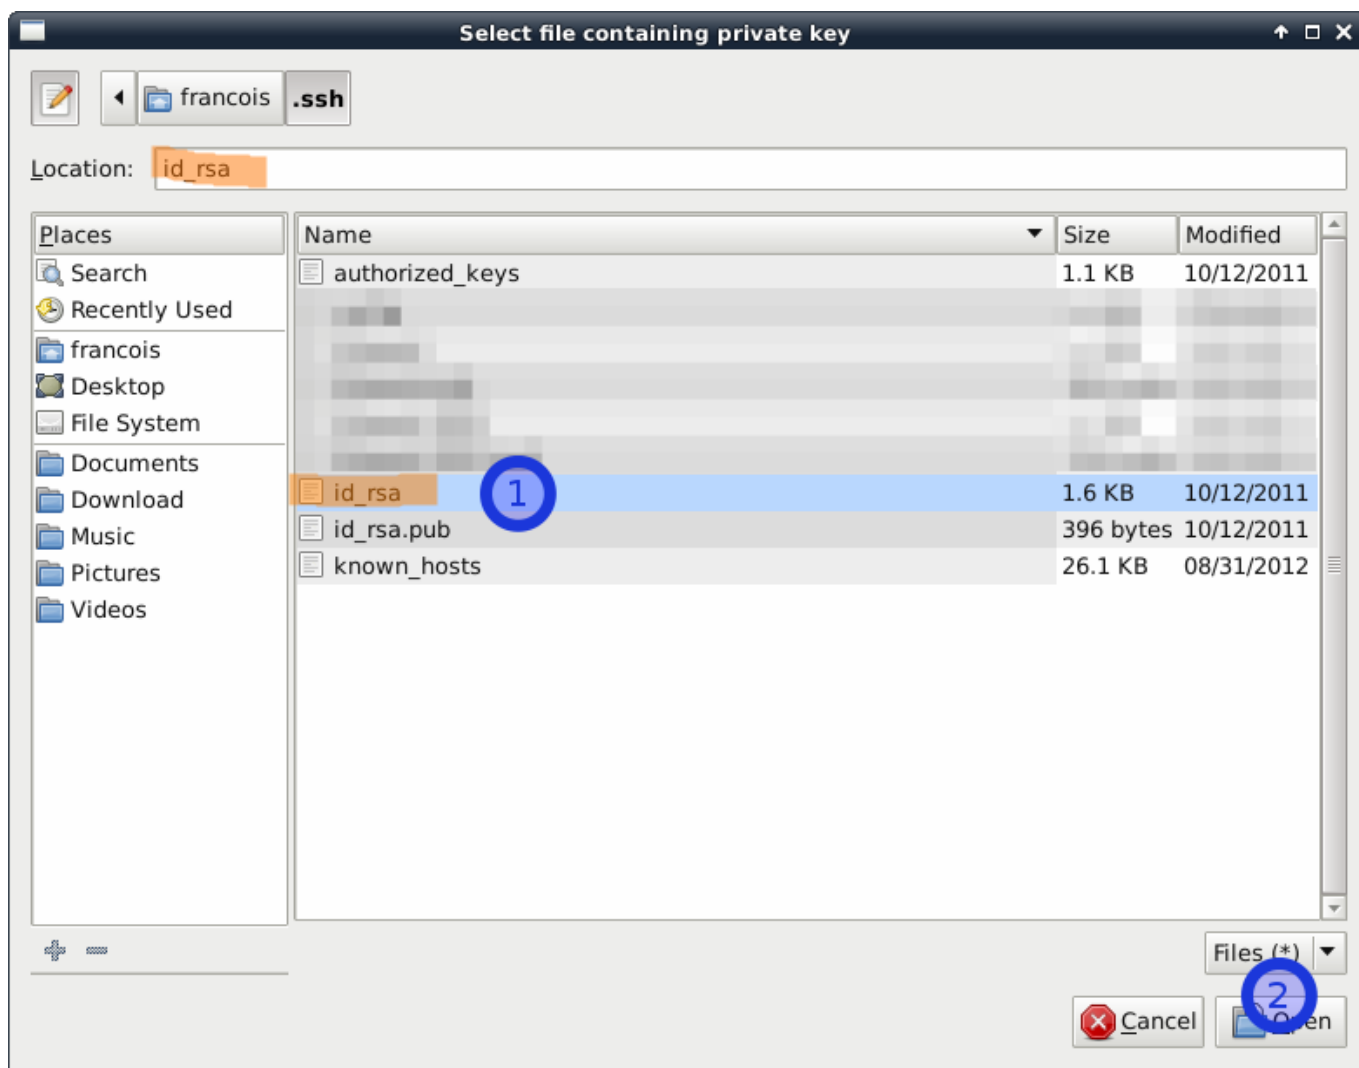 Select file containing private key
francois .ssh
Location: id_rsa
Places
Search
Recently Used
francois
Desktop
File System
Documents
Download
Music
Pictures
Videos
Name Size Modified
authorized_keys 1.1 KB 10/12/2011
id_rsa 1 1.6 KB 10/12/2011
id_rsa.pub 396 bytes 10/12/2011
known_hosts 26.1 KB 08/31/2012
Files (*)
2
Cancel Open